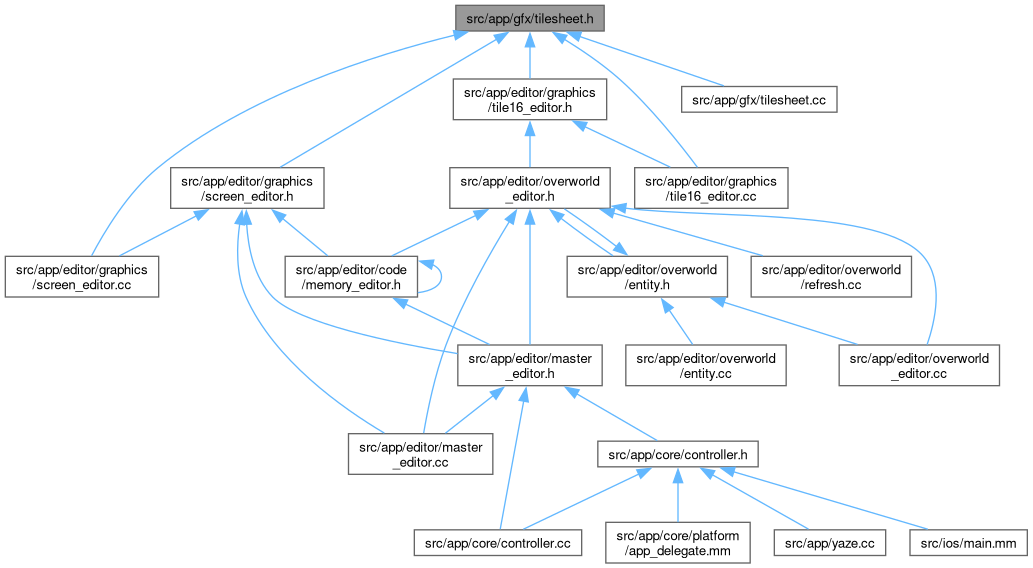 src/app/gfx/tilesheet.h
src/app/editor/graphics
/tile16_editor.h
src/app/gfx/tilesheet.cc
src/app/editor/graphics
/screen_editor.h
src/app/editor/overworld
_editor.h
src/app/editor/graphics
/tile16_editor.cc
src/app/editor/graphics
/screen_editor.cc
src/app/editor/code
/memory_editor.h
src/app/editor/overworld
/entity.h
src/app/editor/overworld
/refresh.cc
src/app/editor/master
_editor.h
src/app/editor/overworld
/entity.cc
src/app/editor/overworld
_editor.cc
src/app/editor/master
_editor.cc
src/app/core/controller.h
src/app/core/controller.cc
src/app/core/platform
/app_delegate.mm
src/app/yaze.cc
src/ios/main.mm